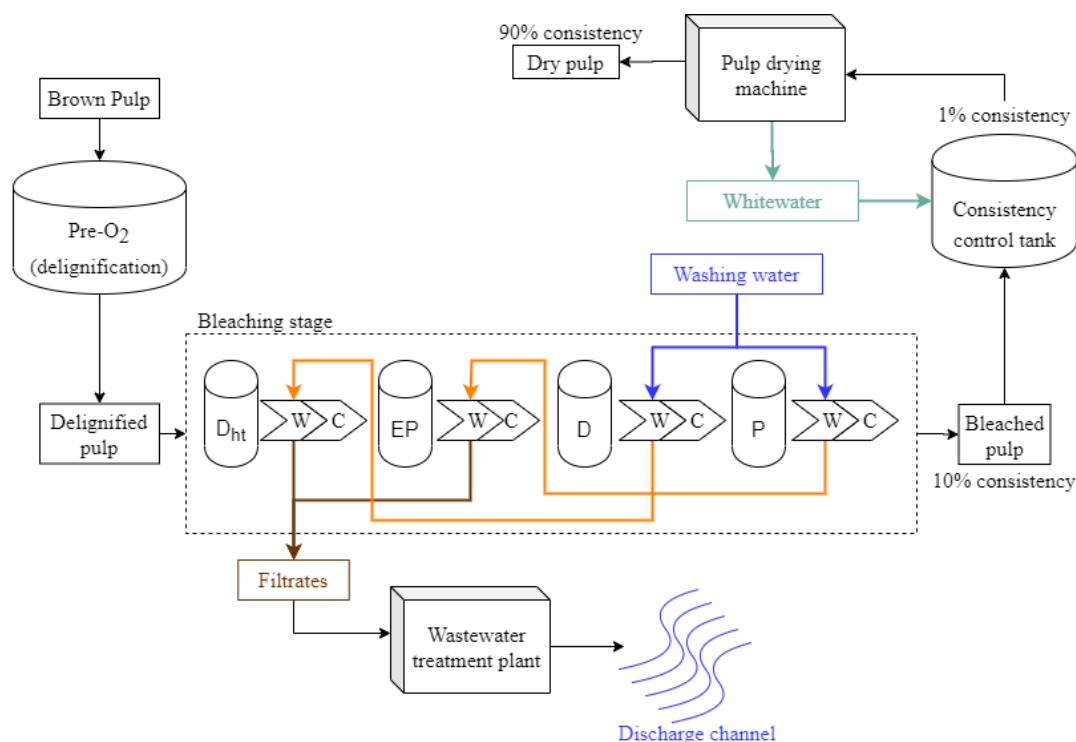 90% consistency
Dry pulp
Pulp drying
machine
Brown Pulp
1% consistency
Whitewater
Consistency
control tank
Pre-O2
(delignification)
Washing water
Bleaching stage
Delignified
pulp
Dht
W
C
EP
W
C
D
W
C
P
W
C
Bleached
pulp
10% consistency
Filtrates
Wastewater
treatment plant
Discharge channel